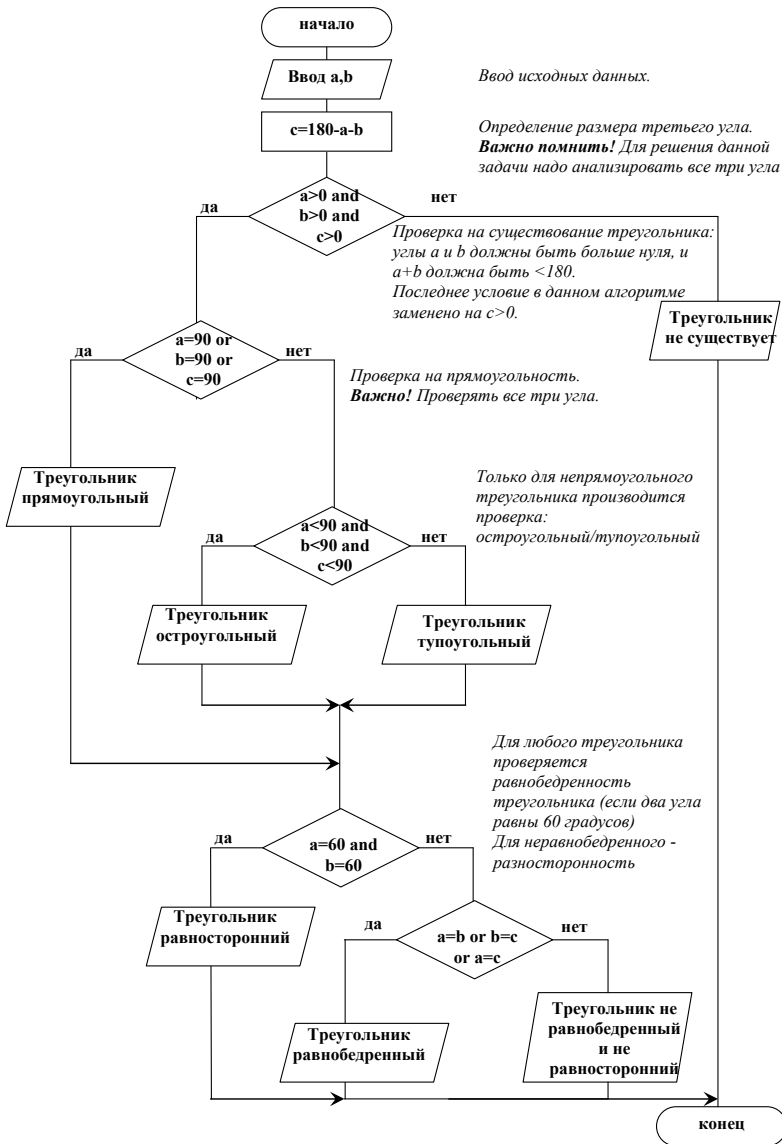 начало
Ввод a,b
Ввод исходных данных.
c=180-a-b
Определение размера третьего угла.
Важно помнить! Для решения данной
задачи надо анализировать все три угла
да
a>0 and
b>0 and
c>0
нет
Проверка на существование треугольника:
углы a и b должны быть больше нуля, и
a+b должна быть <180.
Последнее условие в данном алгоритме
заменено на c>0.
Треугольник
не существует
да
a=90 or
b=90 or
c=90
нет
Проверка на прямоугольность.
Важно! Проверять все три угла.
Треугольник
прямоугольный
Только для непрямоугольного
треугольника производится
проверка:
остроугольный/тупоугольный
да
a<90 and
b<90 and
c<90
нет
Треугольник
остроугольный
Треугольник
тупоугольный
Для любого треугольника
проверяется
равнобедренность
треугольника (если два угла
равны 60 градусов)
Для неравнобедренного -
разносторонность
да
a=60 and
b=60
нет
Треугольник
равносторонний
да
a=b or b=c
or a=c
нет
Треугольник
равнобедренный
Треугольник не
равнобедренный
и не
равносторонний
конец